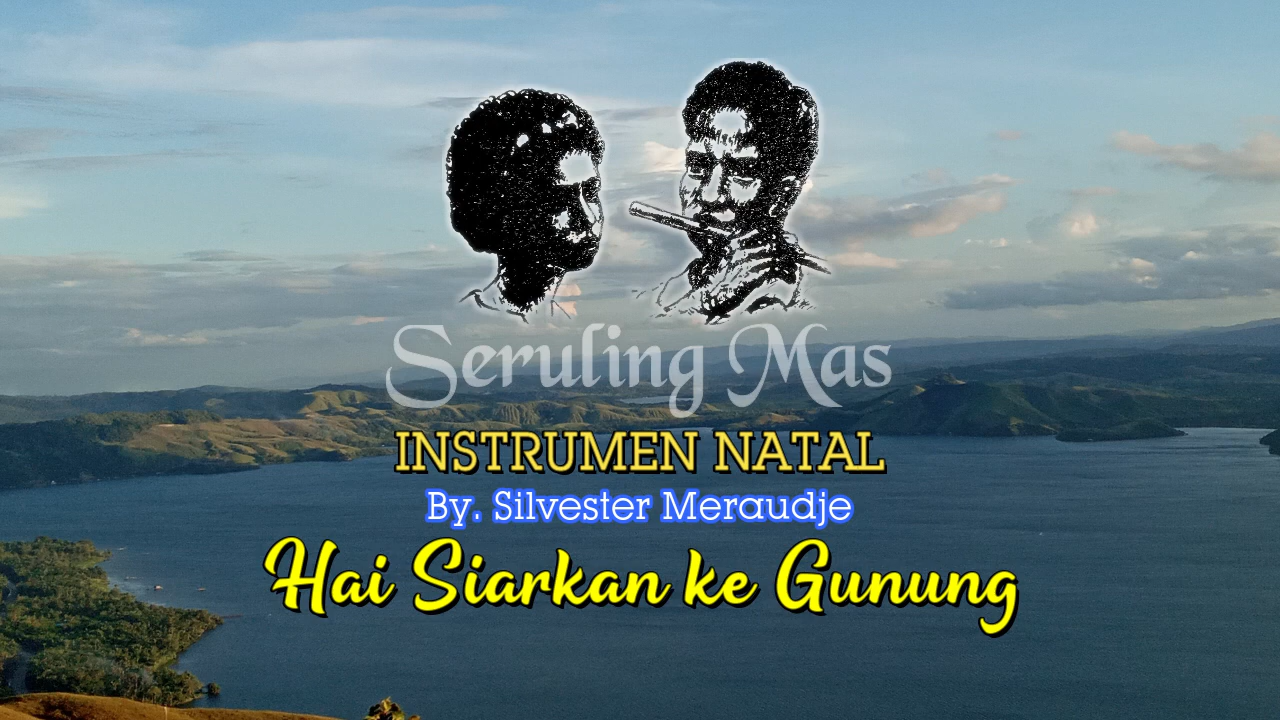 Seruling Mas
INSTRUMEN NATAL
By. Silvester Meraudje
Hai Siarkan ke Gunung